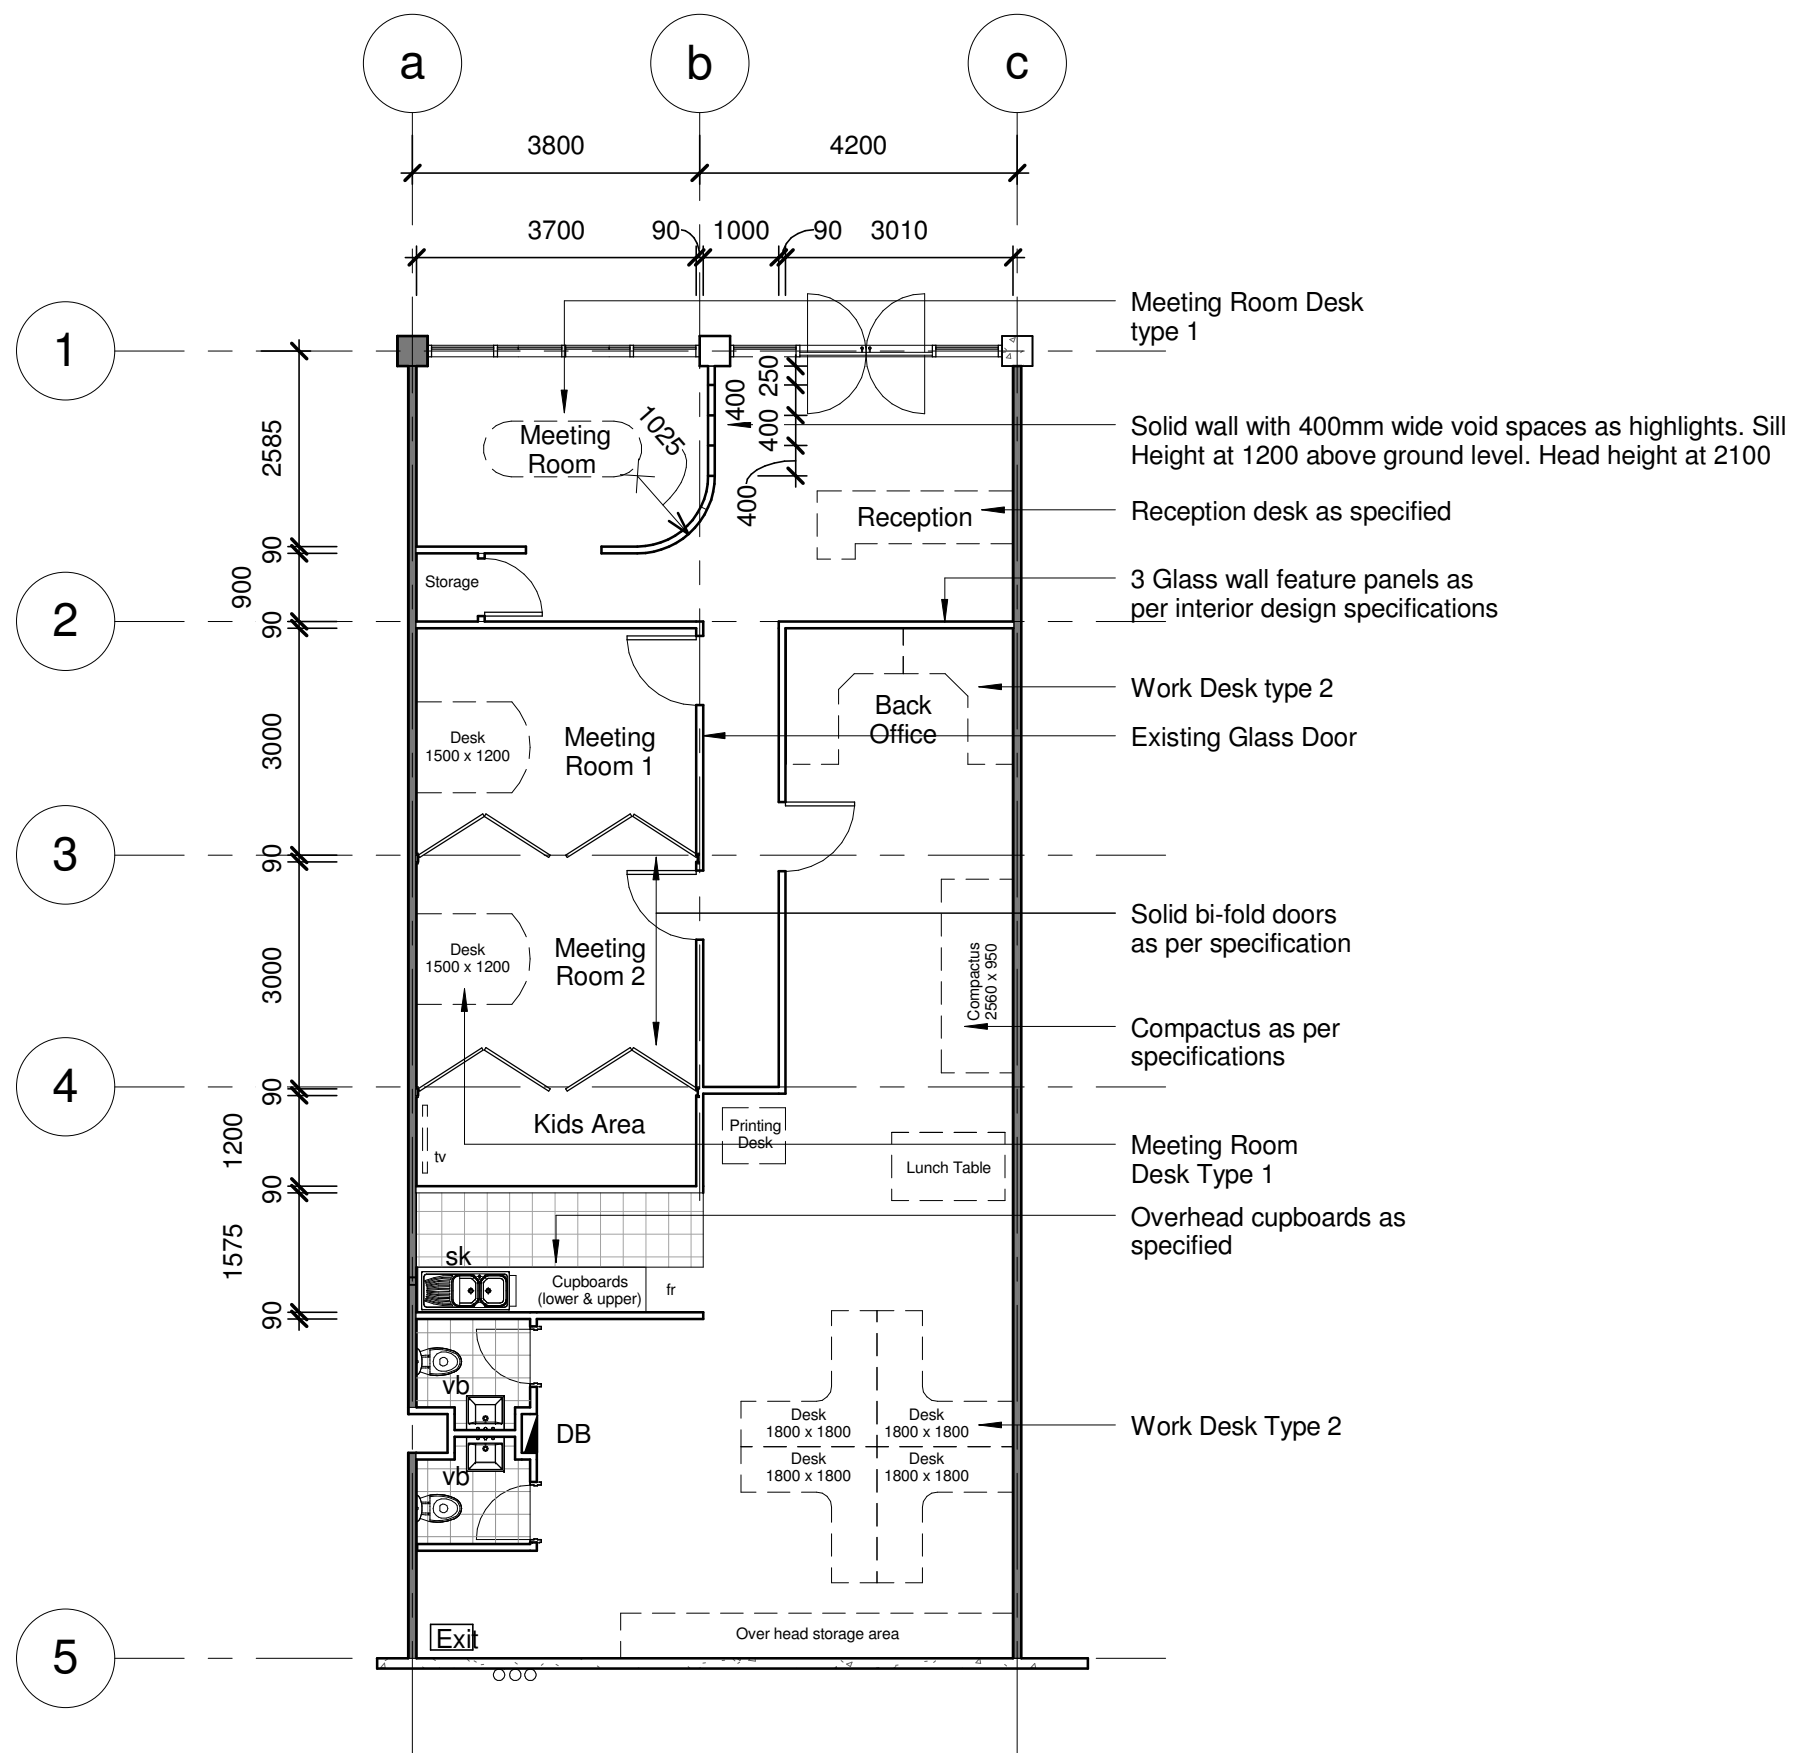 a
b
c
3800
4200
3700
90
1000
90
3010
1
Meeting Room Desk
type 1
2585
Meeting
Room
1025
400
250
400
400
Solid wall with 400mm wide void spaces as highlights. Sill
Height at 1200 above ground level. Head height at 2100
Reception
Reception desk as specified
90
900
Storage
3 Glass wall feature panels as
per interior design specifications
2
90
3000
Desk
1500 x 1200
Meeting
Room 1
Back
Office
Work Desk type 2
Existing Glass Door
3
90
3000
Desk
1500 x 1200
Meeting
Room 2
Compactus
2560 x 950
Solid bi-fold doors
as per specification
Compactus as per
specifications
4
90
1200
Kids Area
tv
Printing
Desk
Lunch Table
Meeting Room
Desk Type 1
90
1575
sk
Cupboards
(lower & upper)
fr
Overhead cupboards as
specified
90
vb
DB
vb
Desk
1800 x 1800
Desk
1800 x 1800
Desk
1800 x 1800
Desk
1800 x 1800
Work Desk Type 2
Exit
Over head storage area
5